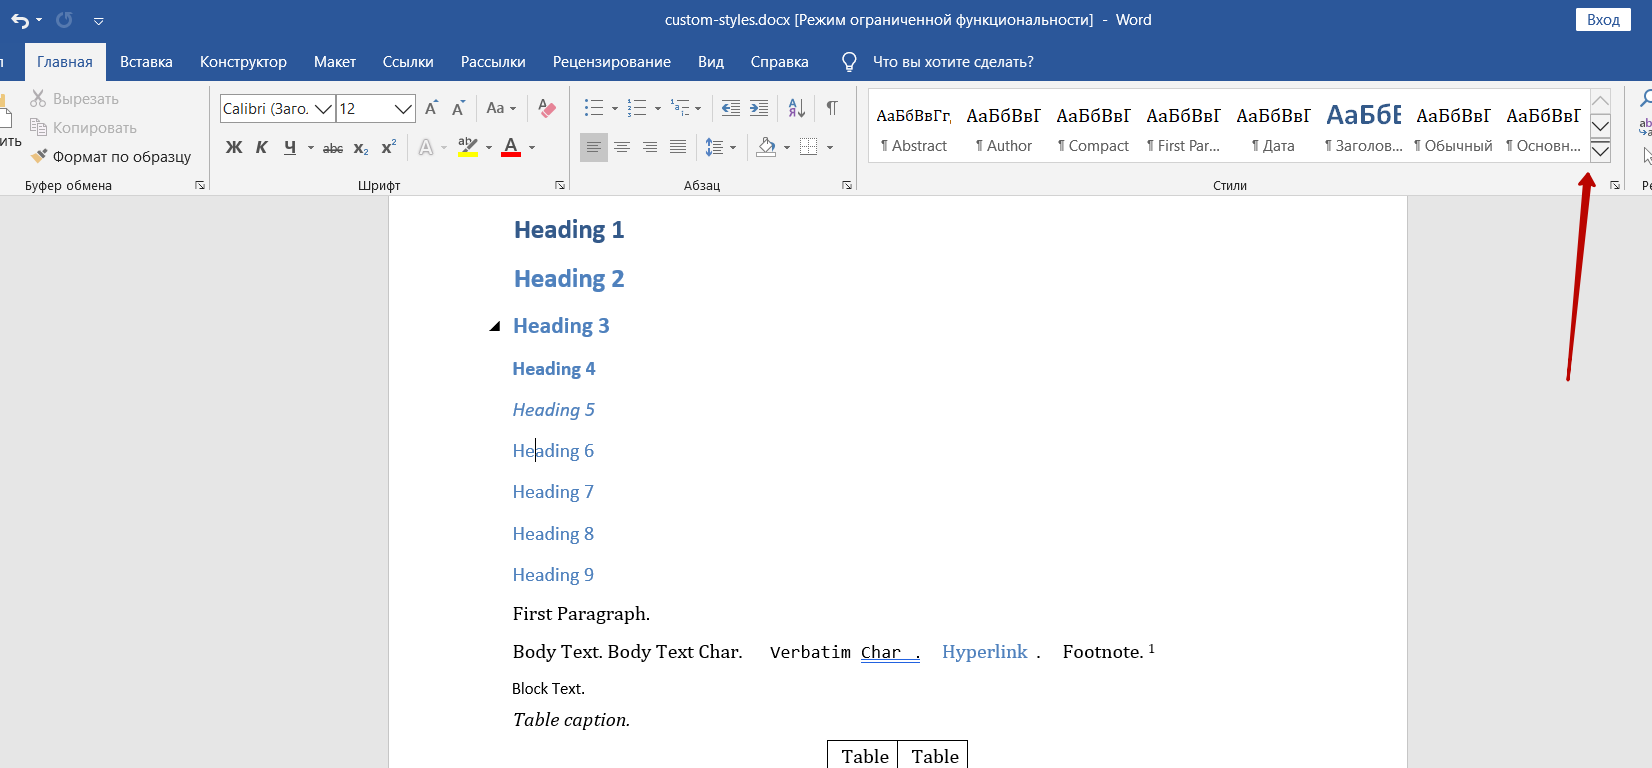 custom-styles.docx [Режим ограниченной функциональности] - Word
Вход
Главная Вставка Конструктор Макет Ссылки Рассылки Рецензирование Вид Справка Что вы хотите сделать?
Вырезать
Копировать
Формат по образцу
Буфер обмена
Calibri (Заго. 12
Ж К Ч abc x₂ x²
Шрифт
Абзац
АаБбВвГг, АаБбВвГ АаБбВвГ АаБбВвГ АаБбВвГ АаБбВ АаБбВвГ АаБбВвГ
¶ Abstract ¶ Author ¶ Compact ¶ First Par... ¶ Дата ¶ Заголов... ¶ Обычный ¶ Основн...
Стили
Heading 1
Heading 2
Heading 3
Heading 4
Heading 5
Heading 6
Heading 7
Heading 8
Heading 9
First Paragraph.
Body Text. Body Text Char. Verbatim Char . Hyperlink . Footnote. 1
Block Text.
Table caption.
Table Table